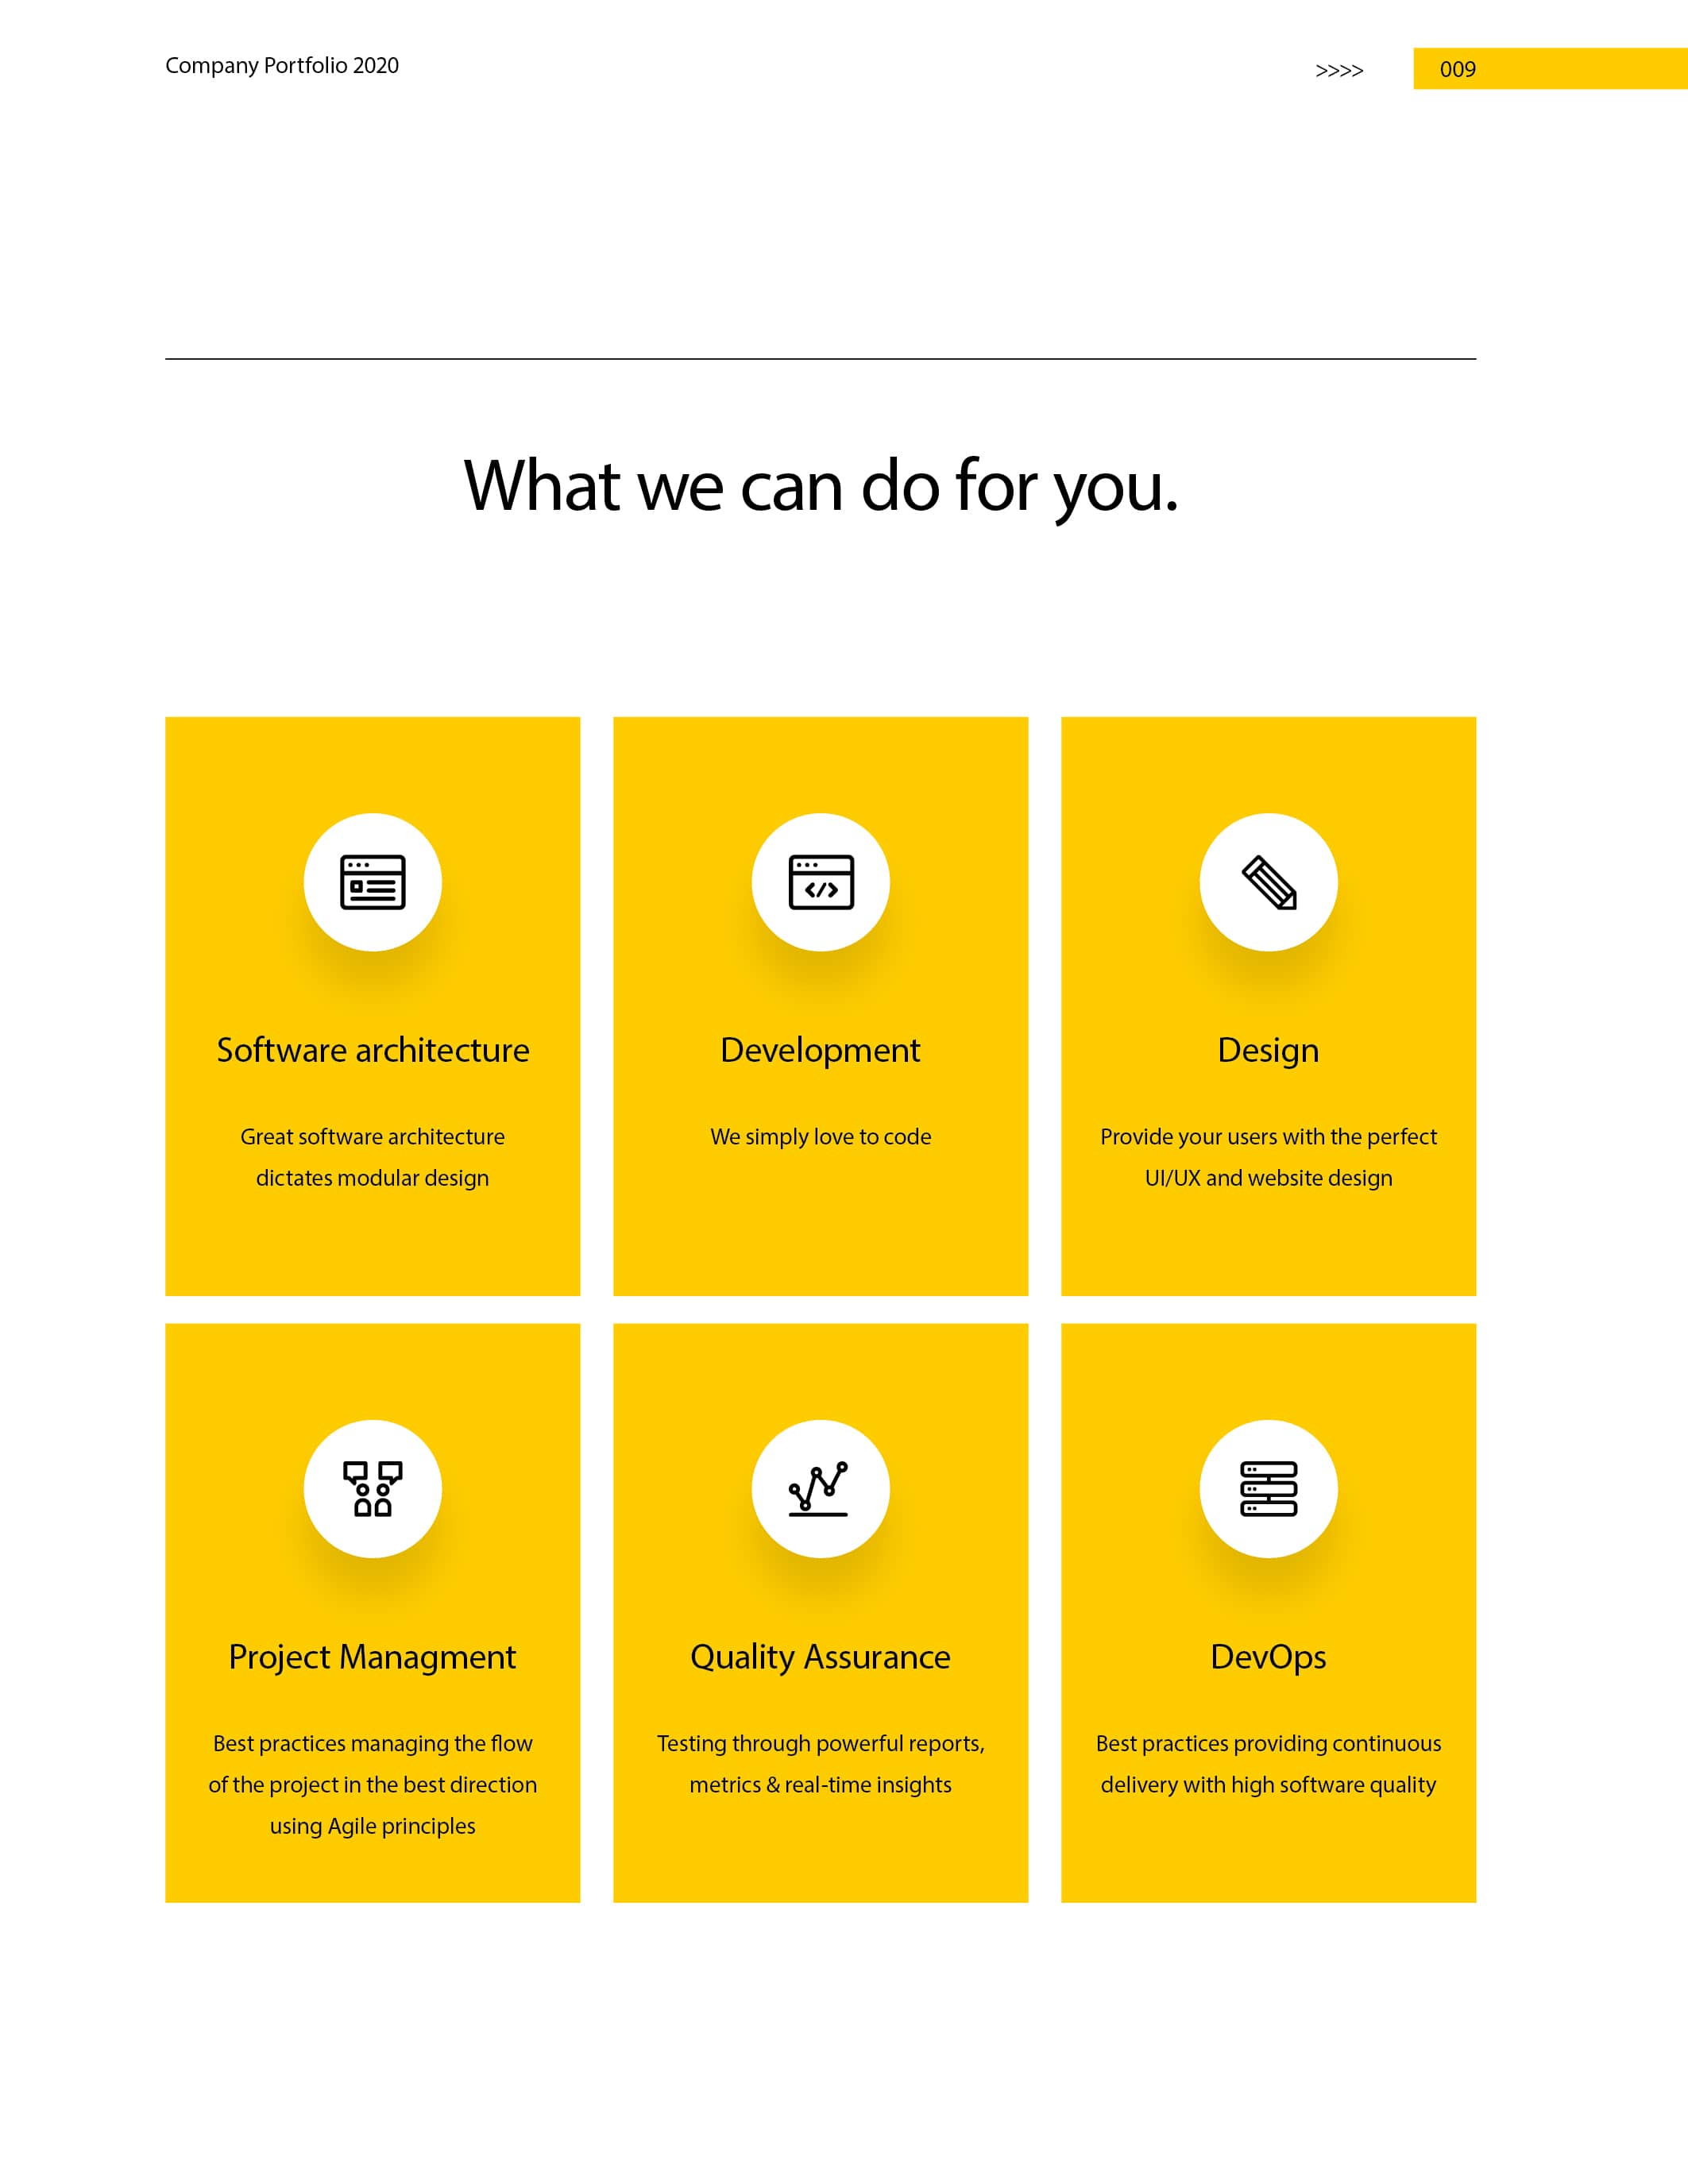 Company Portfolio 2020
>>>>
009
What we can do for you.
Software architecture
Great software architecture
dictates modular design
Development
We simply love to code
Design
Provide your users with the perfect
UI/UX and website design
Project Managment
Best practices managing the flow
of the project in the best direction
using Agile principles
Quality Assurance
Testing through powerful reports,
metrics & real-time insights
DevOps
Best practices providing continuous
delivery with high software quality